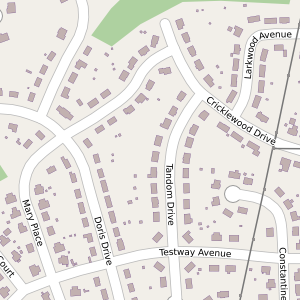 Larkwood Avenue
Cricklewood Drive
Tandom Drive
Mary Place
Doris Drive
Testway Avenue
Constantine
Court